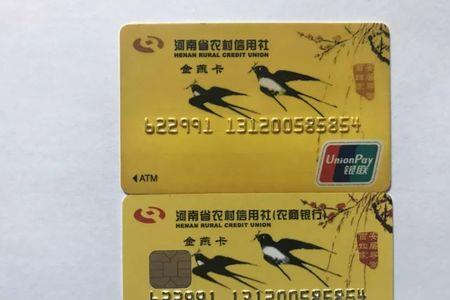 河南省农村信用社
HENAN RURAL CREDIT UNION
金燕卡
622991 131200585854
ATM
UnionPay
银联
河南省农村信用社(农商银行)
HENAN RURAL CREDIT UNION
金燕卡